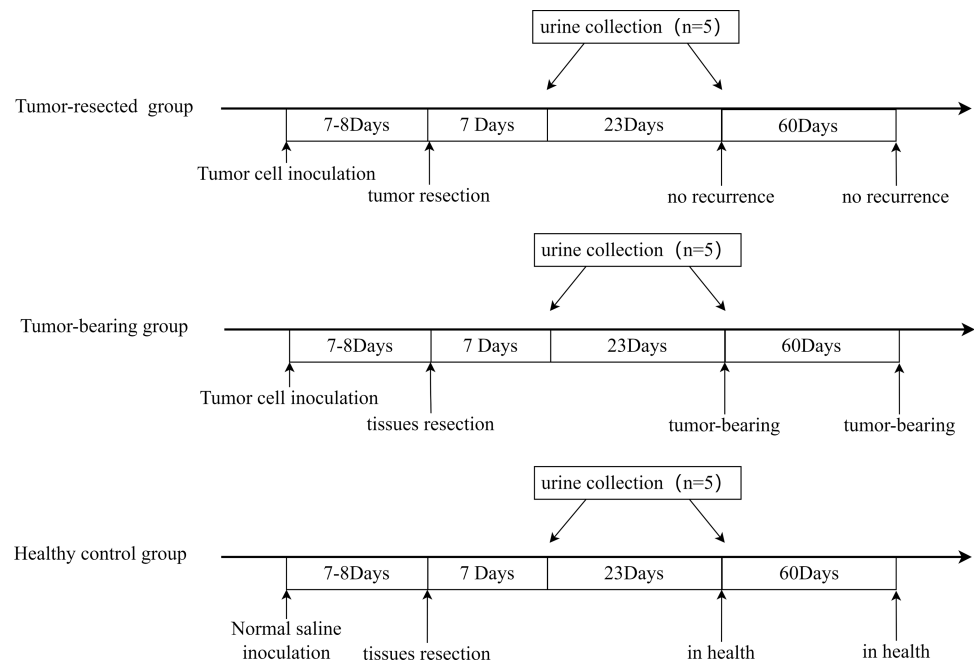 urine collection (n=5)
Tumor-resected group
7-8Days
7 Days
23Days
60Days
Tumor cell inoculation
tumor resection
no recurrence
no recurrence
urine collection (n=5)
Tumor-bearing group
7-8Days
7 Days
23Days
60Days
Tumor cell inoculation
tissues resection
tumor-bearing
tumor-bearing
urine collection (n=5)
Healthy control group
7-8Days
7 Days
23Days
60Days
Normal saline
inoculation
tissues resection
in health
in health